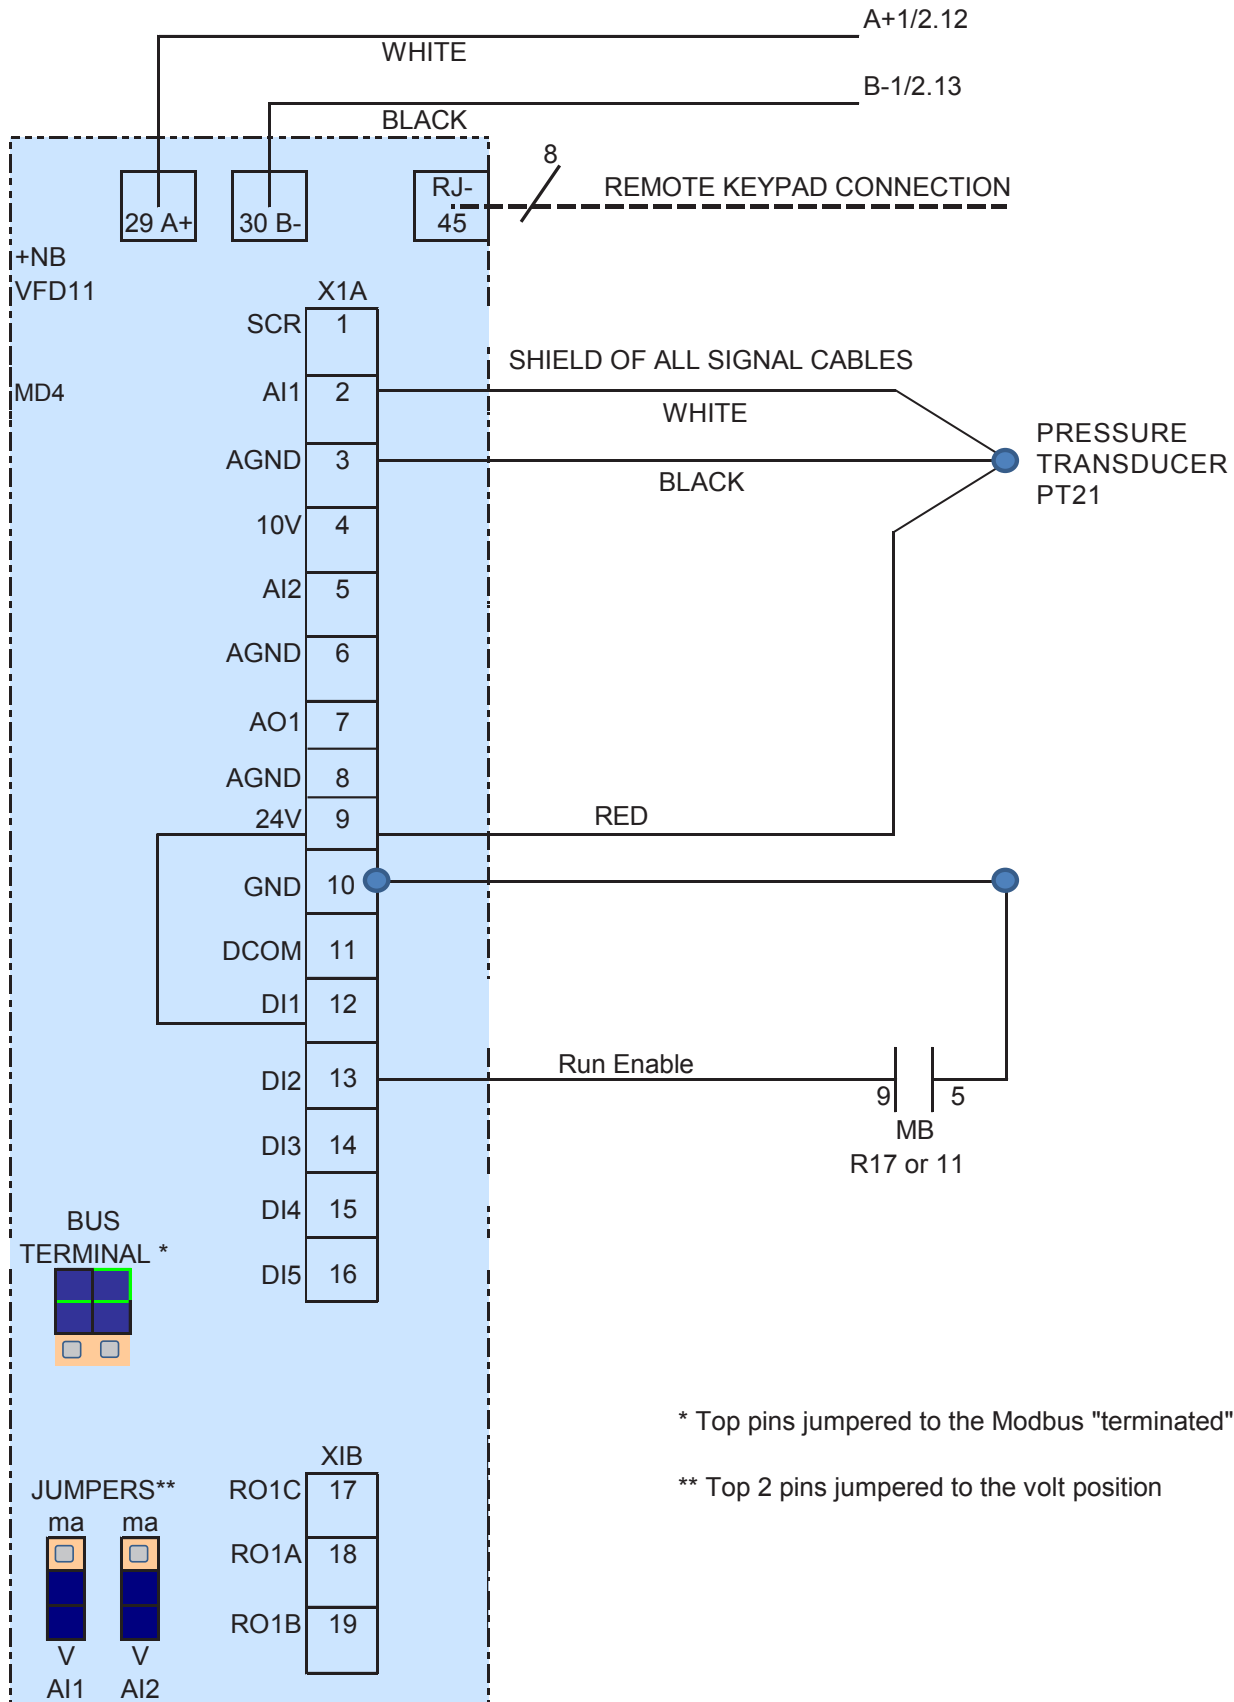 A+1/2.12
WHITE
B-1/2.13
BLACK
8
RJ-
45
REMOTE KEYPAD CONNECTION
29 A+
30 B-
+NB
VFD11
X1A
SCR 1
SHIELD OF ALL SIGNAL CABLES
MD4
AI1 2
WHITE
PRESSURE
TRANSDUCER
PT21
AGND 3
BLACK
10V 4
AI2 5
AGND 6
AO1 7
AGND 8
24V 9
RED
GND 10
DCOM 11
DI1 12
Run Enable
DI2 13
9 5
MB
R17 or 11
DI3 14
DI4 15
BUS
TERMINAL *
DI5 16
* Top pins jumpered to the Modbus "terminated"
** Top 2 pins jumpered to the volt position
XIB
JUMPERS**
RO1C 17
ma ma
RO1A 18
RO1B 19
V V
AI1 AI2